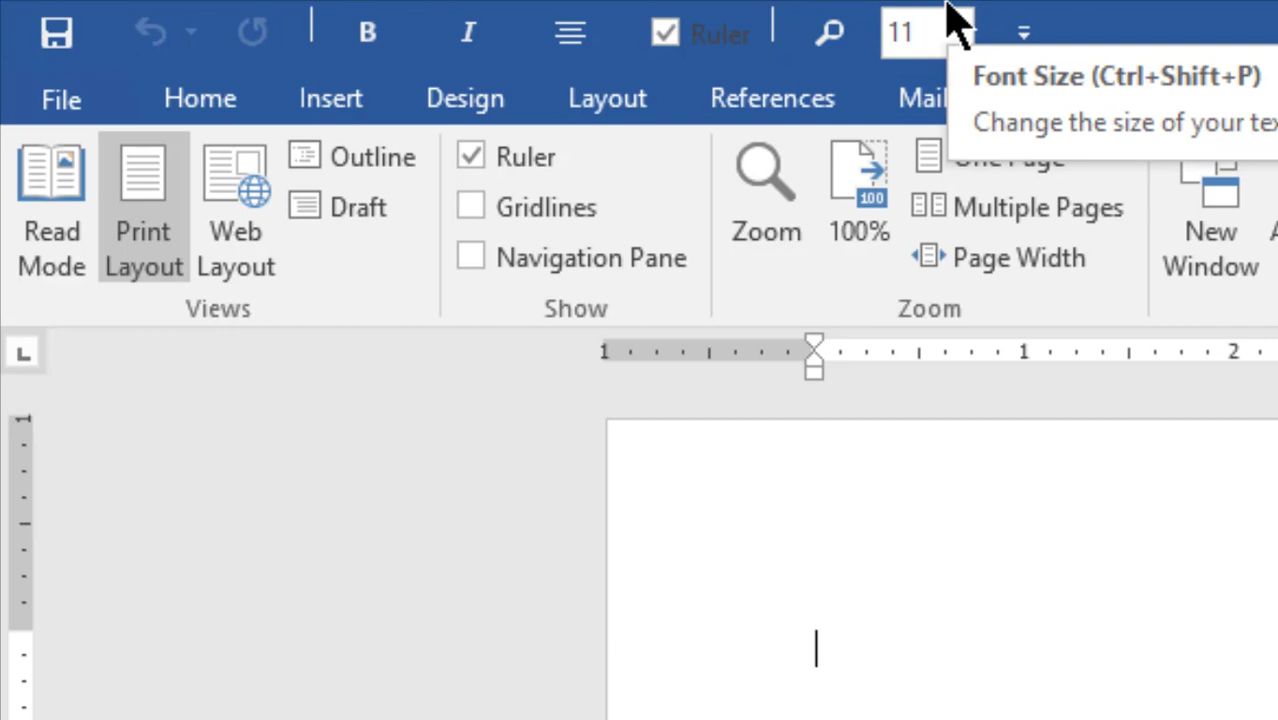 B I Ruler 11
Font Size (Ctrl+Shift+P)
Change the size of your
File Home Insert Design Layout References
Read Mode
Print Layout
Web Layout
Outline
Draft
Views
Ruler
Gridlines
Navigation Pane
Show
Zoom
100
100%
One Page
Multiple Pages
Page Width
Zoom
New Window
1 1 2
1